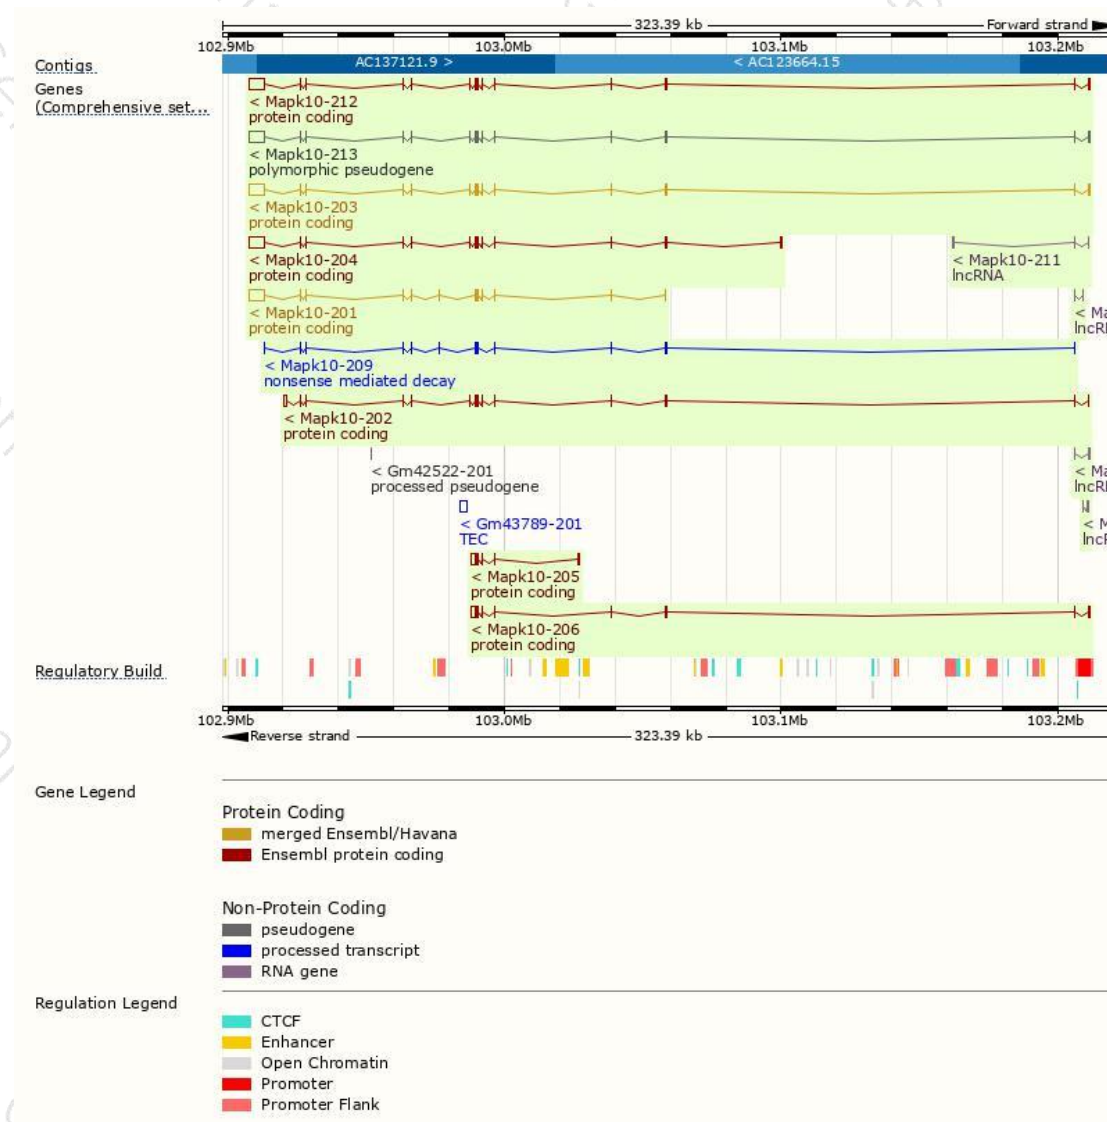 323.39 kb Forward strand
102.9Mb 103.0Mb 103.1Mb 103.2Mb
Contigs AC137121.9 > < AC123664.15
Genes
(Comprehensive set...
< Mapk10-212
protein coding
< Mapk10-213
polymorphic pseudogene
< Mapk10-203
protein coding
< Mapk10-204 < Mapk10-211
protein coding lncRNA
< Mapk10-201 < Ma
protein coding lncR
< Mapk10-209
nonsense mediated decay
< Mapk10-202
protein coding
< Gm42522-201 < Ma
processed pseudogene lncR
< Gm43789-201 < M
TEC lnc
< Mapk10-205
protein coding
< Mapk10-206
protein coding
Regulatory Build
102.9Mb 103.0Mb 103.1Mb 103.2Mb
Reverse strand 323.39 kb
Gene Legend
Protein Coding
merged Ensembl/Havana
Ensembl protein coding
Non-Protein Coding
pseudogene
processed transcript
RNA gene
Regulation Legend
CTCF
Enhancer
Open Chromatin
Promoter
Promoter Flank